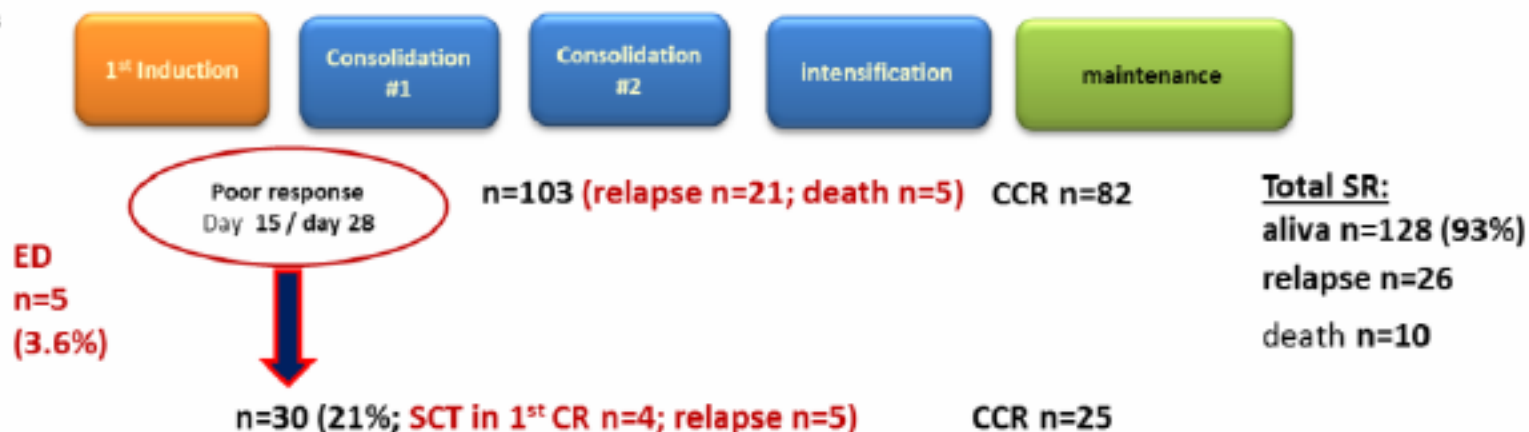 1st Induction
Consolidation
#1
Consolidation
#2
intensification
maintenance
Poor response
Day 15 / day 28
n=103 (relapse n=21; death n=5) CCR n=82
Total SR:
aliva n=128 (93%)
relapse n=26
death n=10
ED
n=5
(3.6%)
n=30 (21%; SCT in 1st CR n=4; relapse n=5) CCR n=25